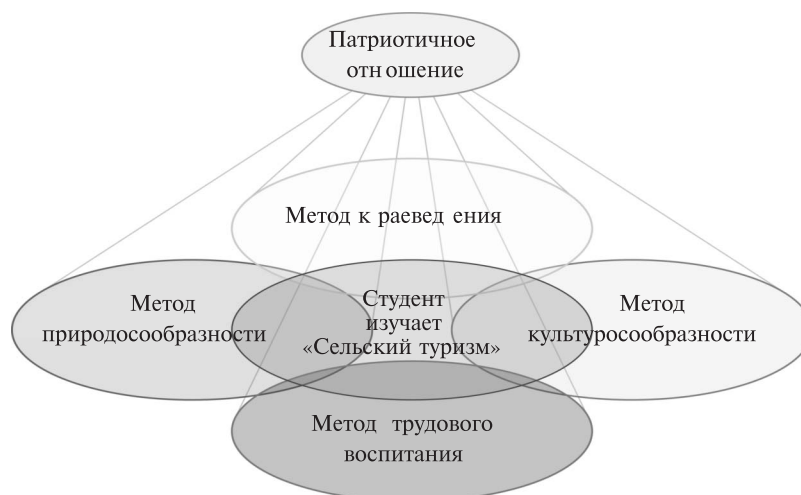 Патриотичное
отн ошение
Метод к раевед ения
Метод
природосообразности
Студент
изучает
«Сельский туризм»
Метод
культуросообразности
Метод трудового
воспитания